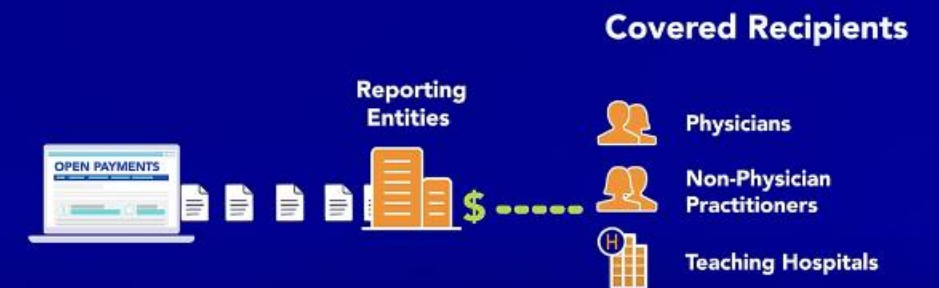 Covered Recipients
Reporting
Entities
OPEN PAYMENTS
$
Physicians
Non-Physician
Practitioners
H
Teaching Hospitals